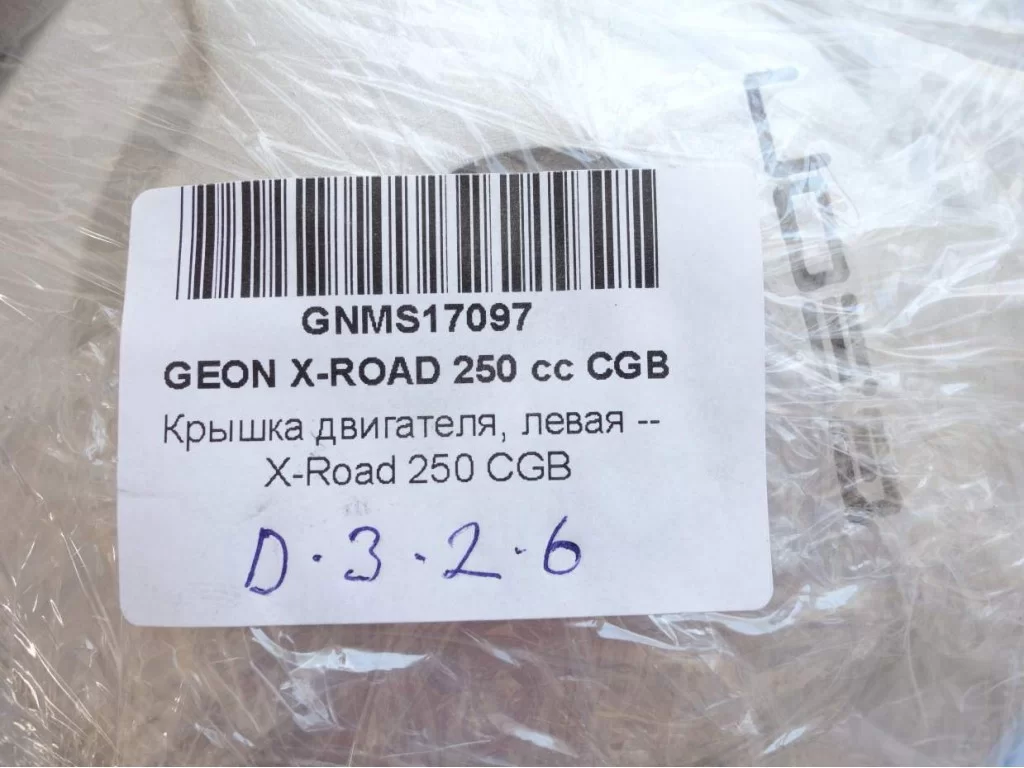 GNMS17097
GEON X-ROAD 250 cc CGB
Крышка двигателя, левая --
X-Road 250 CGB
D.3.2.6